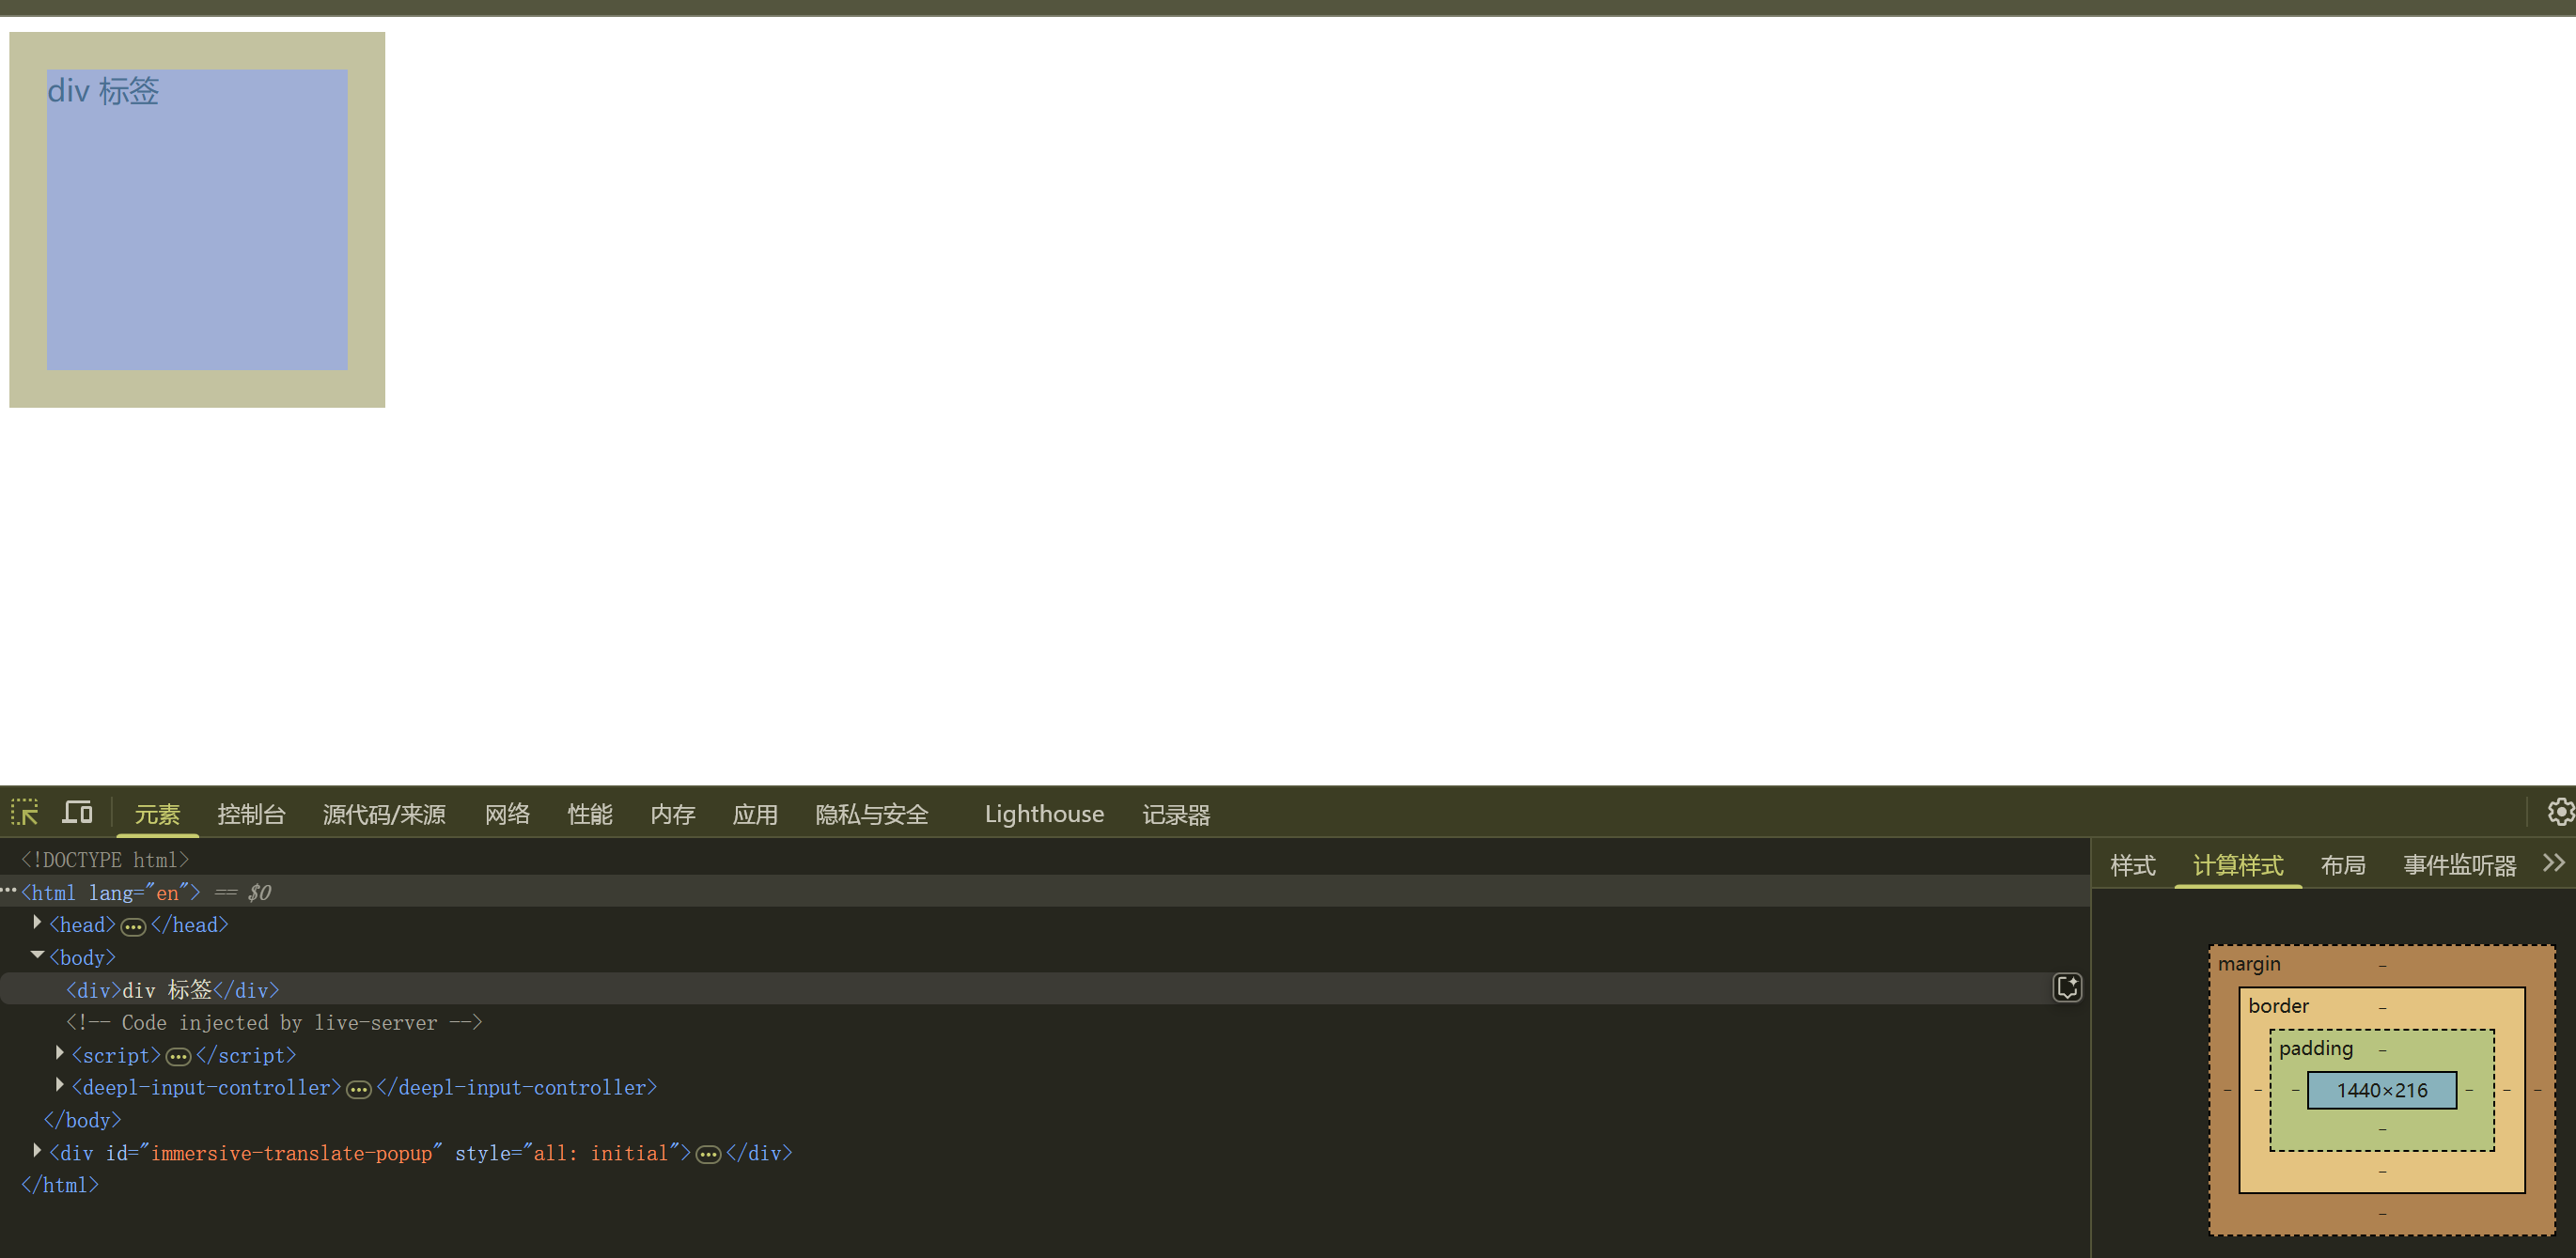 div 标签
元素 控制台 源代码/来源 网络 性能 内存 应用 隐私与安全 Lighthouse 记录器
<!DOCTYPE html>
<html lang="en"> == $0
<head> </head>
<body>
<div>div 标签</div>
<!-- Code injected by live-server -->
<script> </script>
<deepl-input-controller> </deepl-input-controller>
</body>
<div id="immersive-translate-popup" style="all: initial"> </div>
</html>
样式 计算样式 布局 事件监听器
margin -
border -
padding -
- - - 1440×216 - - -
-
-
-